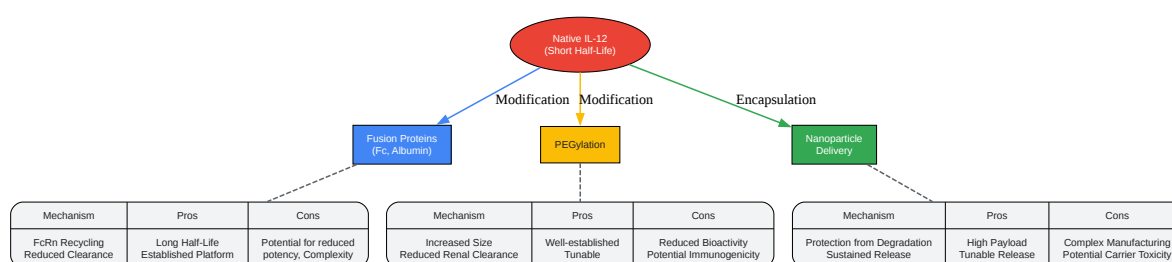 Native IL-12
(Short Half-Life)
Modification
Modification
Encapsulation
Fusion Proteins
(Fc, Albumin)
PEGylation
Nanoparticle
Delivery
Mechanism
Pros
Cons
FcRn Recycling
Reduced Clearance
Long Half-Life
Established Platform
Potential for reduced
potency, Complexity
Mechanism
Pros
Cons
Increased Size
Reduced Renal Clearance
Well-established
Tunable
Reduced Bioactivity
Potential Immunogenicity
Mechanism
Pros
Cons
Protection from Degradation
Sustained Release
High Payload
Tunable Release
Complex Manufacturing
Potential Carrier Toxicity